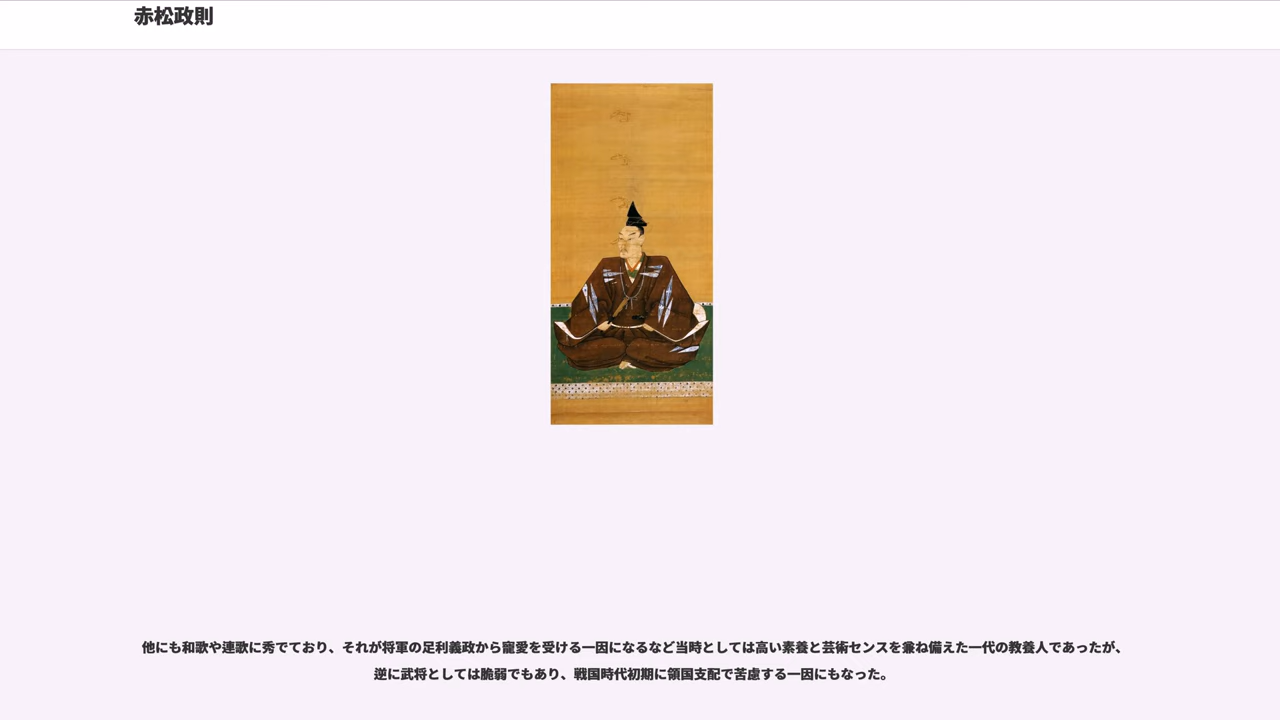 赤松政則
他にも和歌や連歌に秀でており、それが将軍の足利義政から寵愛を受ける一因になるなど当時としては高い素養と芸術センスを兼ね備えた一代の教養人であったが、
逆に武将としては脆弱でもあり、戦国時代初期に領国支配で苦慮する一因にもなった。